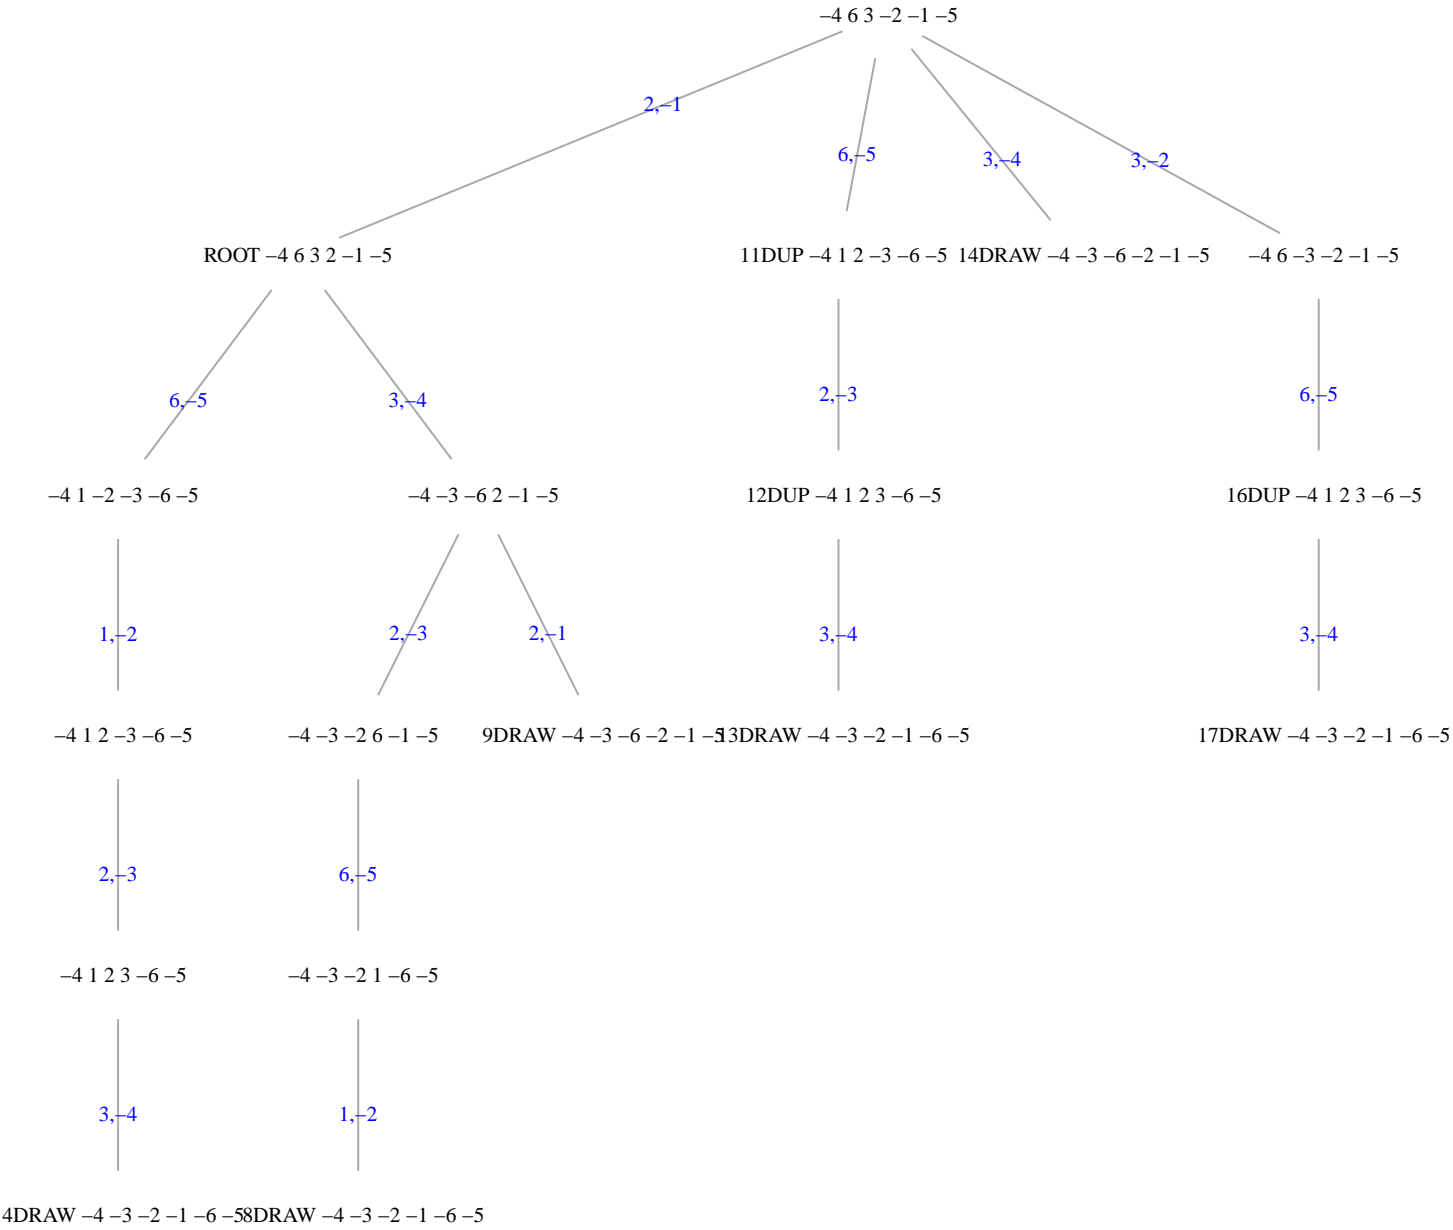 −4 6 3 −2 −1 −5
2,−1
6,−5
3,−4
3,−2
ROOT −4 6 3 2 −1 −5
11DUP −4 1 2 −3 −6 −5
14DRAW −4 −3 −6 −2 −1 −5
−4 6 −3 −2 −1 −5
6,−5
3,−4
2,−3
6,−5
−4 1 −2 −3 −6 −5
−4 −3 −6 2 −1 −5
12DUP −4 1 2 3 −6 −5
16DUP −4 1 2 3 −6 −5
1,−2
2,−3
2,−1
3,−4
3,−4
−4 1 2 −3 −6 −5
−4 −3 −2 6 −1 −5
9DRAW −4 −3 −6 −2 −1 −5
13DRAW −4 −3 −2 −1 −6 −5
17DRAW −4 −3 −2 −1 −6 −5
2,−3
6,−5
−4 1 2 3 −6 −5
−4 −3 −2 1 −6 −5
3,−4
1,−2
4DRAW −4 −3 −2 −1 −6 −5
8DRAW −4 −3 −2 −1 −6 −5